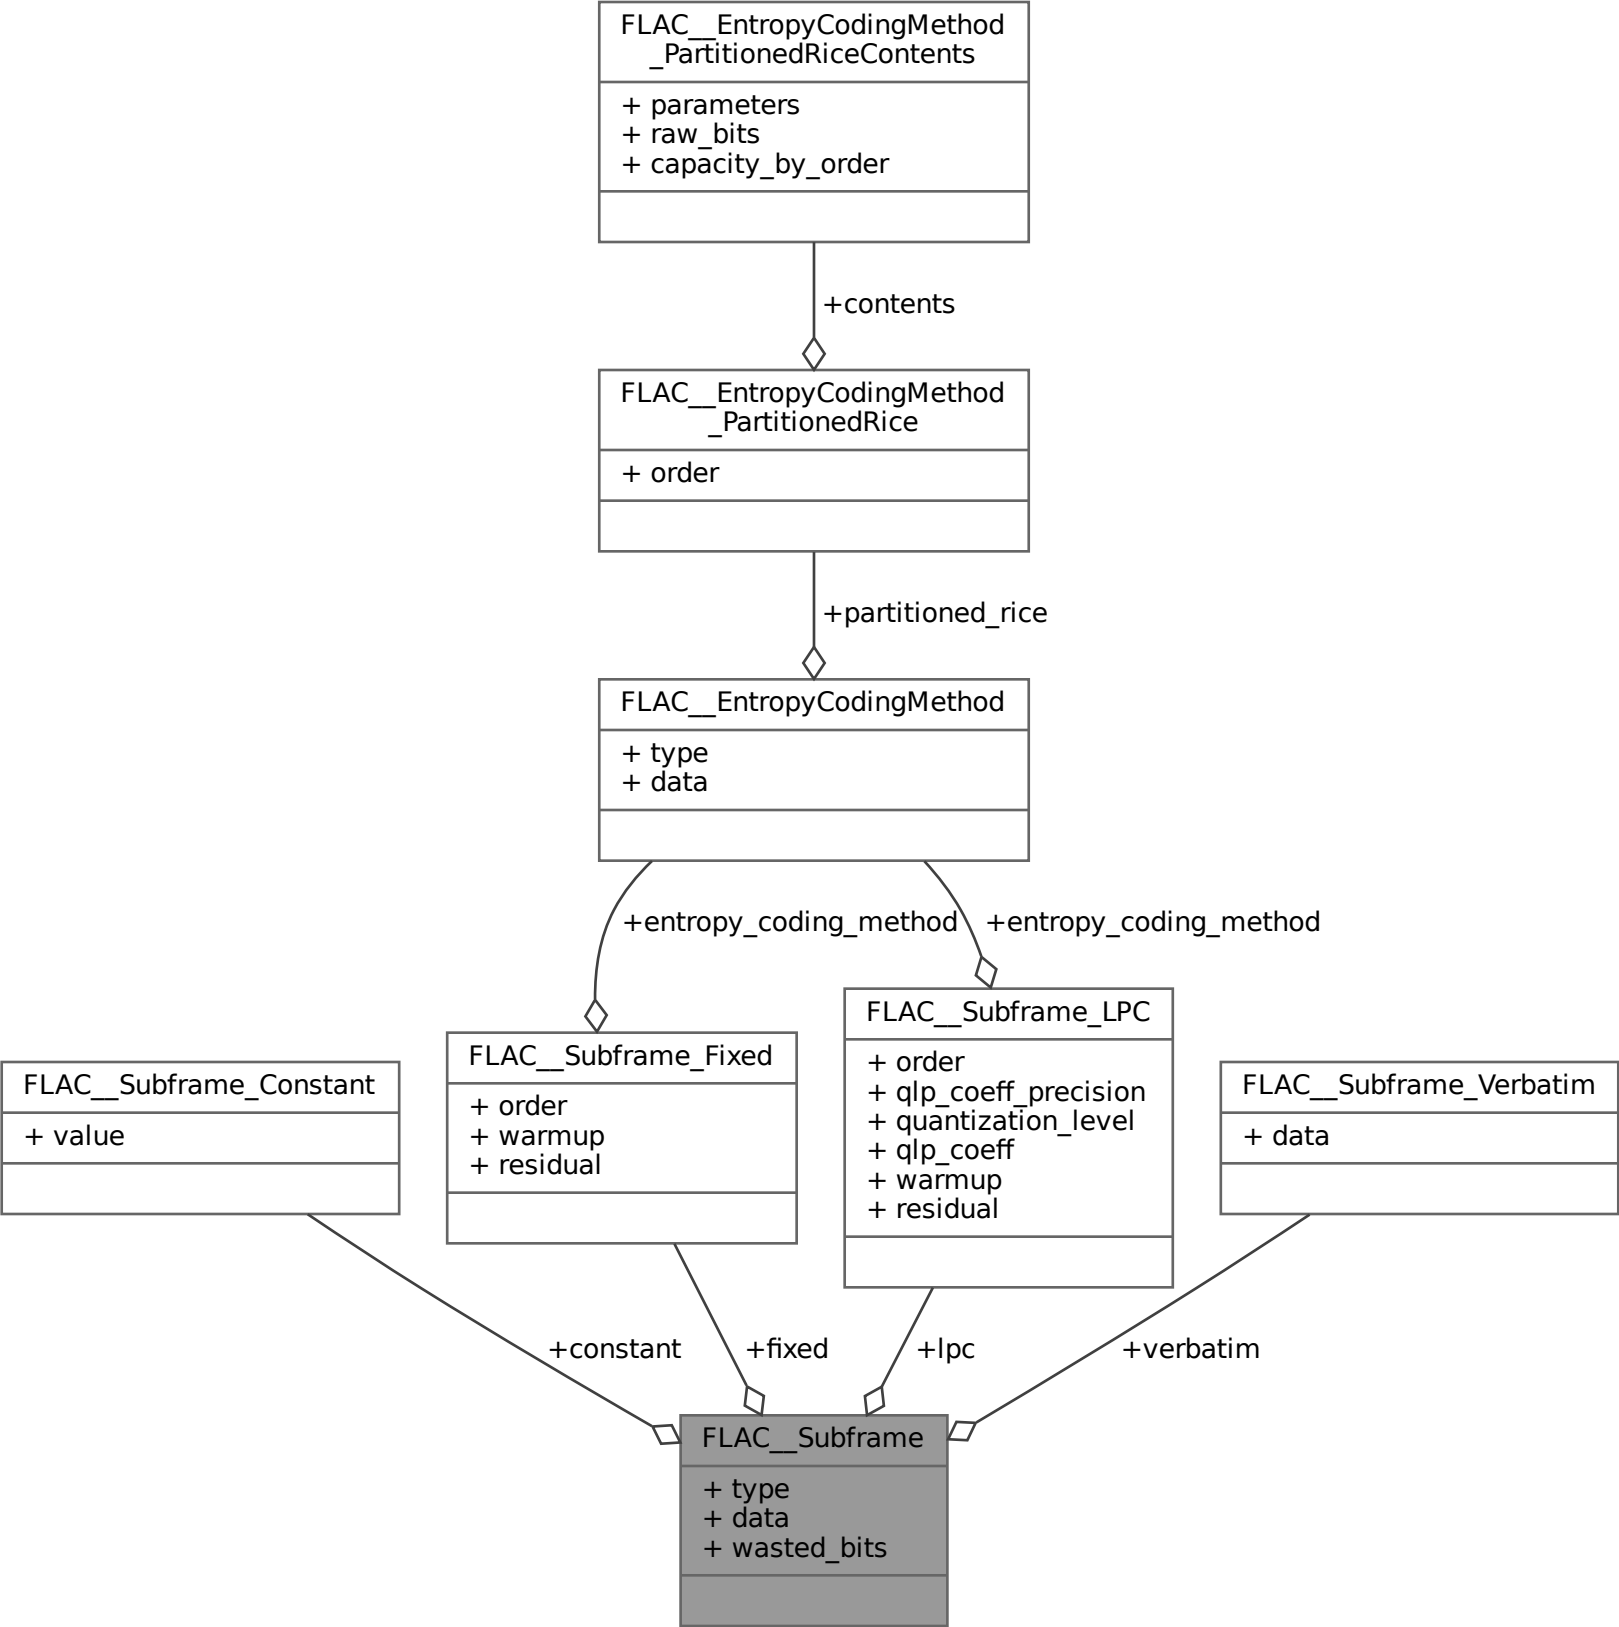 FLAC__EntropyCodingMethod
_PartitionedRiceContents
+ parameters
+ raw_bits
+ capacity_by_order
+contents
FLAC__EntropyCodingMethod
_PartitionedRice
+ order
+partitioned_rice
FLAC__EntropyCodingMethod
+ type
+ data
+entropy_coding_method
+entropy_coding_method
FLAC__Subframe_Constant
+ value
FLAC__Subframe_Fixed
+ order
+ warmup
+ residual
FLAC__Subframe_LPC
+ order
+ qlp_coeff_precision
+ quantization_level
+ qlp_coeff
+ warmup
+ residual
FLAC__Subframe_Verbatim
+ data
+constant
+fixed
+lpc
+verbatim
FLAC__Subframe
+ type
+ data
+ wasted_bits